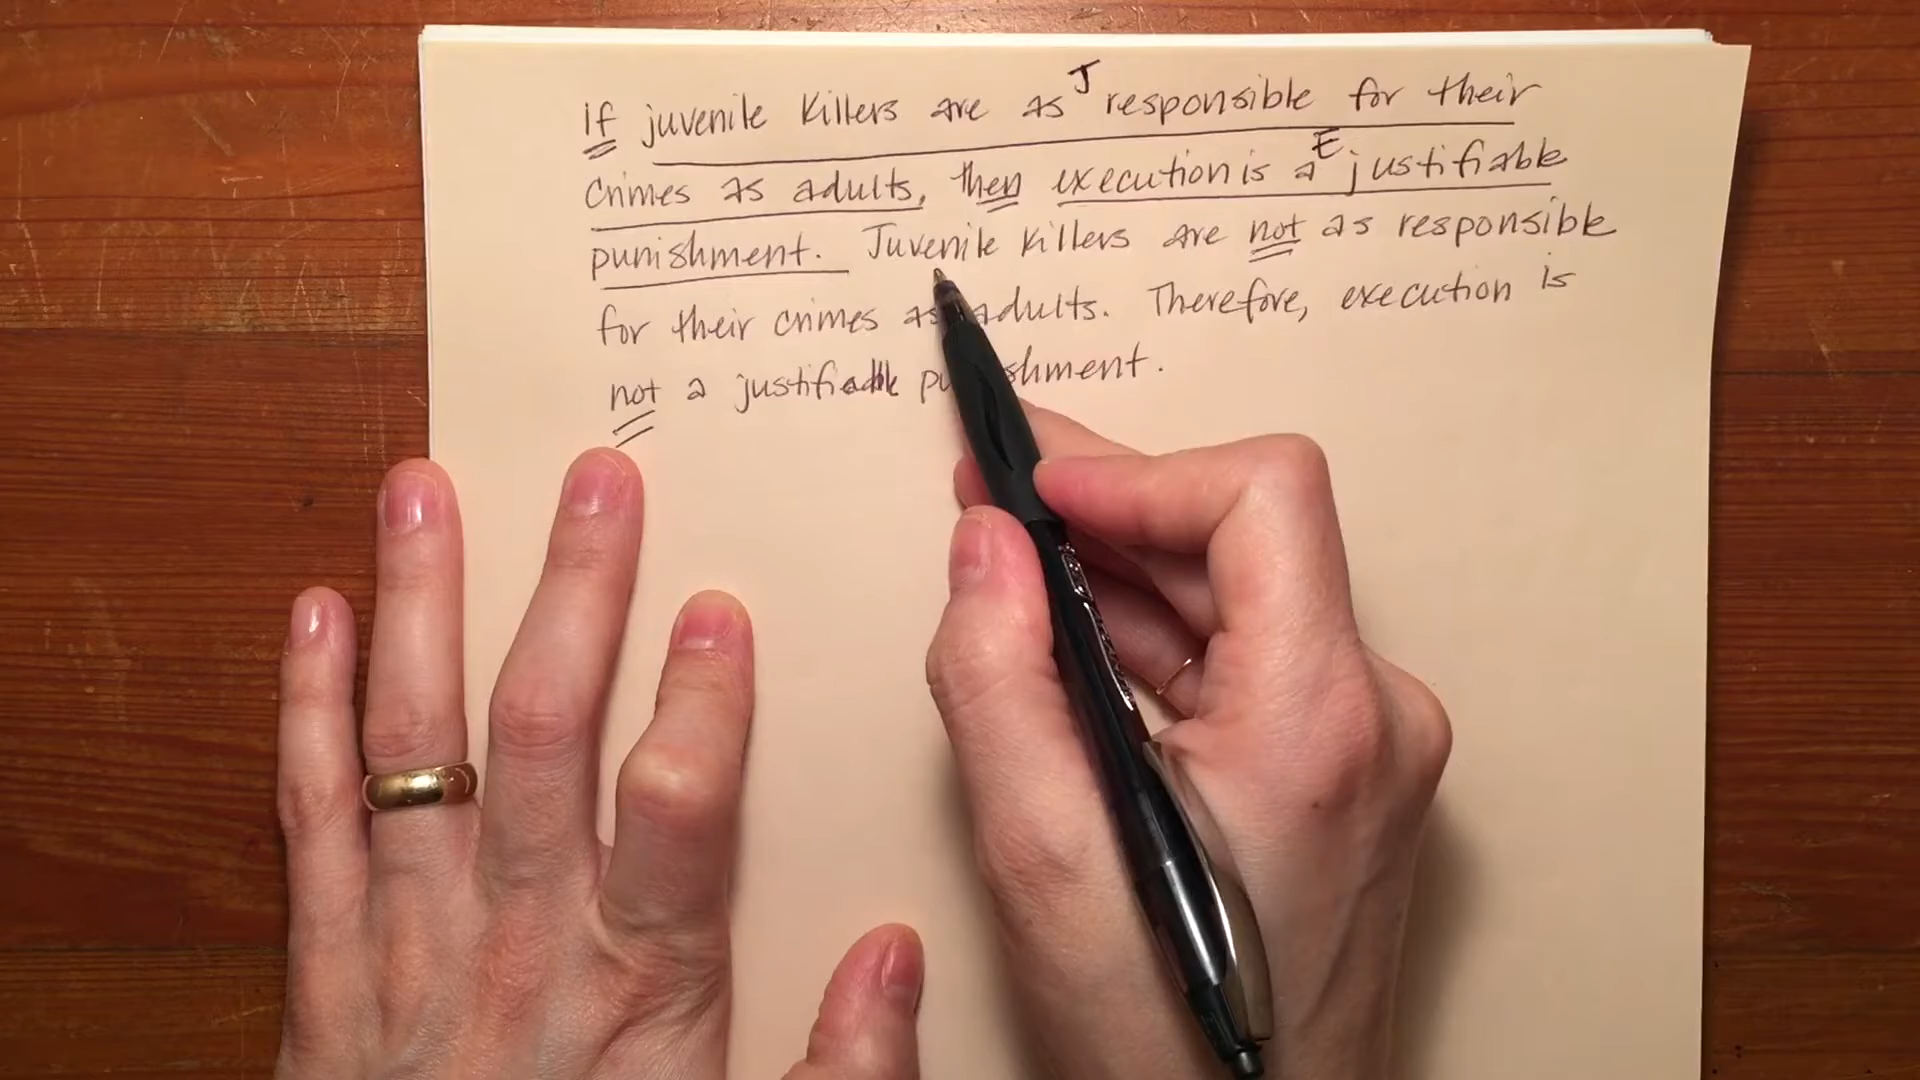 J
If juvenile killers are as responsible for their
E
crimes as adults, then execution is a justifiable
punishment. Juvenile killers are not as responsible
for their crimes as adults. Therefore, execution is
not a justifiable punishment.